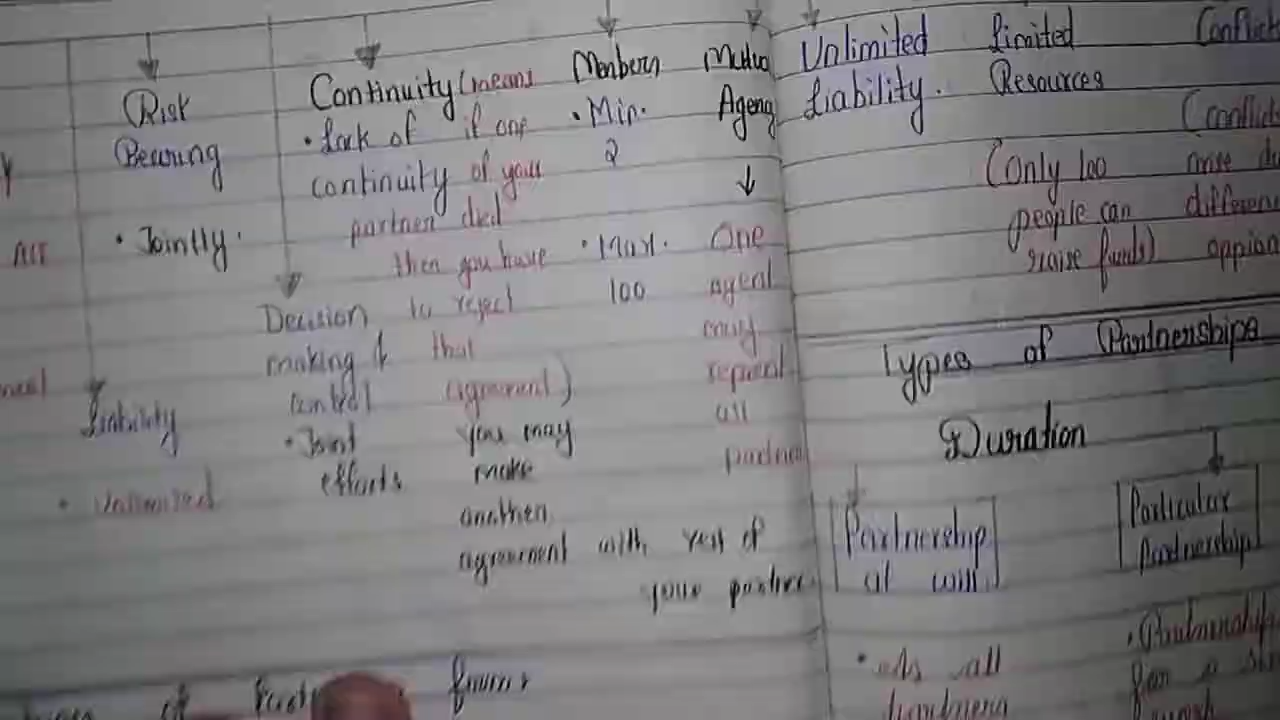 Risk
Bearing
• Jointly.
Liability
Continuity (means
• Lack of if one
continuity of your
partner died
then you have
to reject
that
agreement)
you may
make
another
agreement with rest of
your partner
Decision
making &
control
• Joint
efforts
Members
• Min.
2
• Max.
100
Agency
One
agent
may
all
Unlimited
Liability.
Limited
Resources
(Only 100
people can
raise funds)
Conflict
(Conflict
Types of Partnerships
Duration
Partnership
at will
• As all
Particular
Partnership